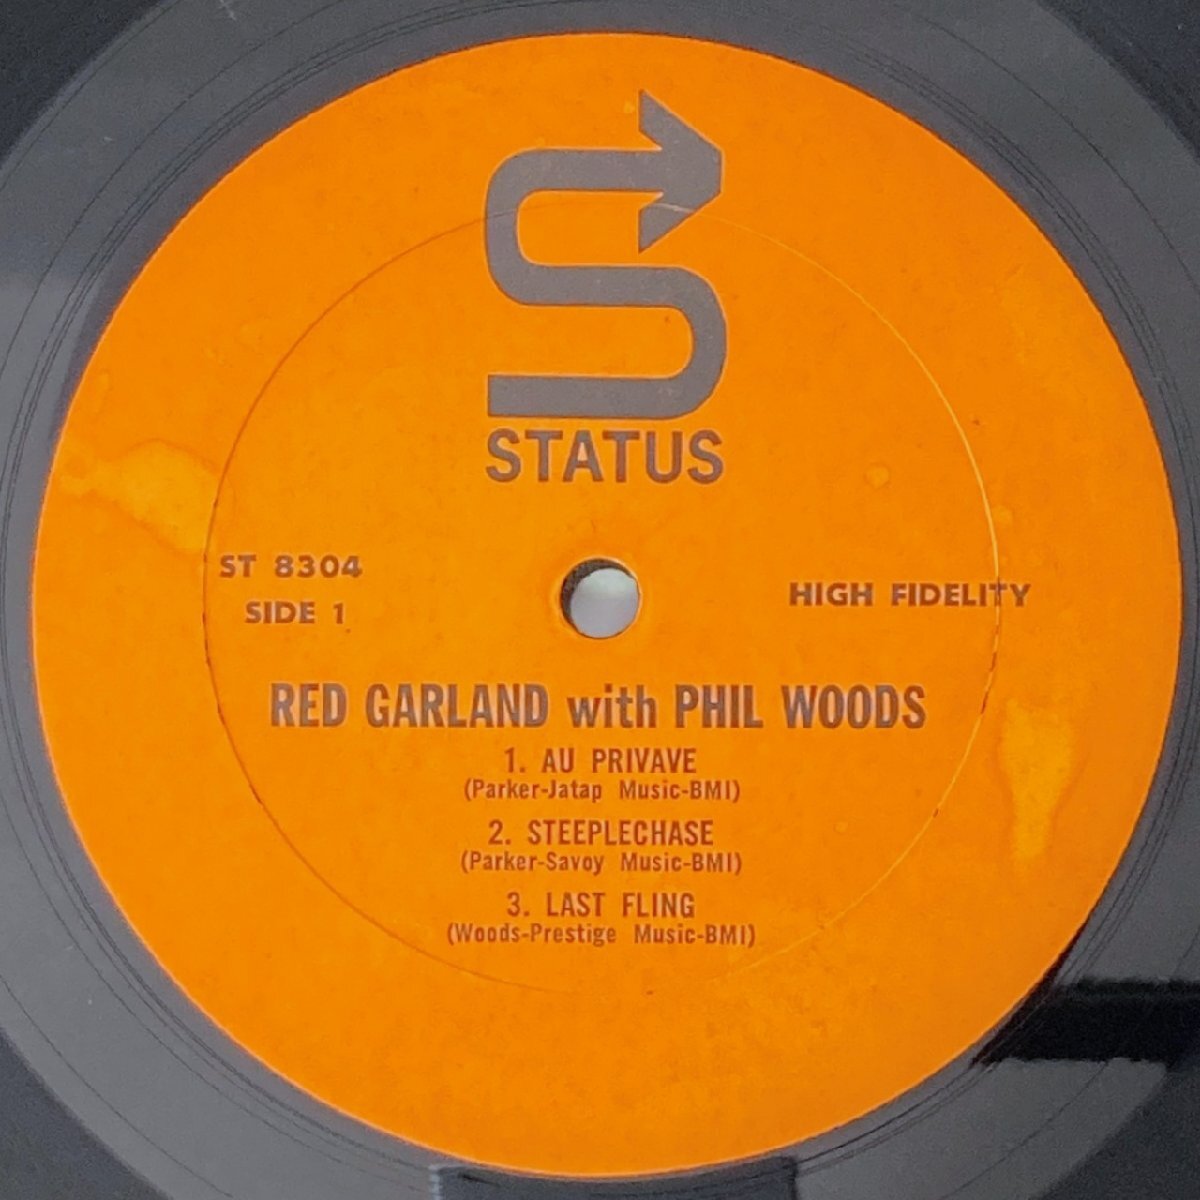 STATUS
ST 8304
SIDE 1
HIGH FIDELITY
RED GARLAND with PHIL WOODS
1. AU PRIVAVE
(Parker-Jatap Music-BMI)
2. STEEPLECHASE
(Parker-Savoy Music-BMI)
3. LAST FLING
(Woods-Prestige Music-BMI)